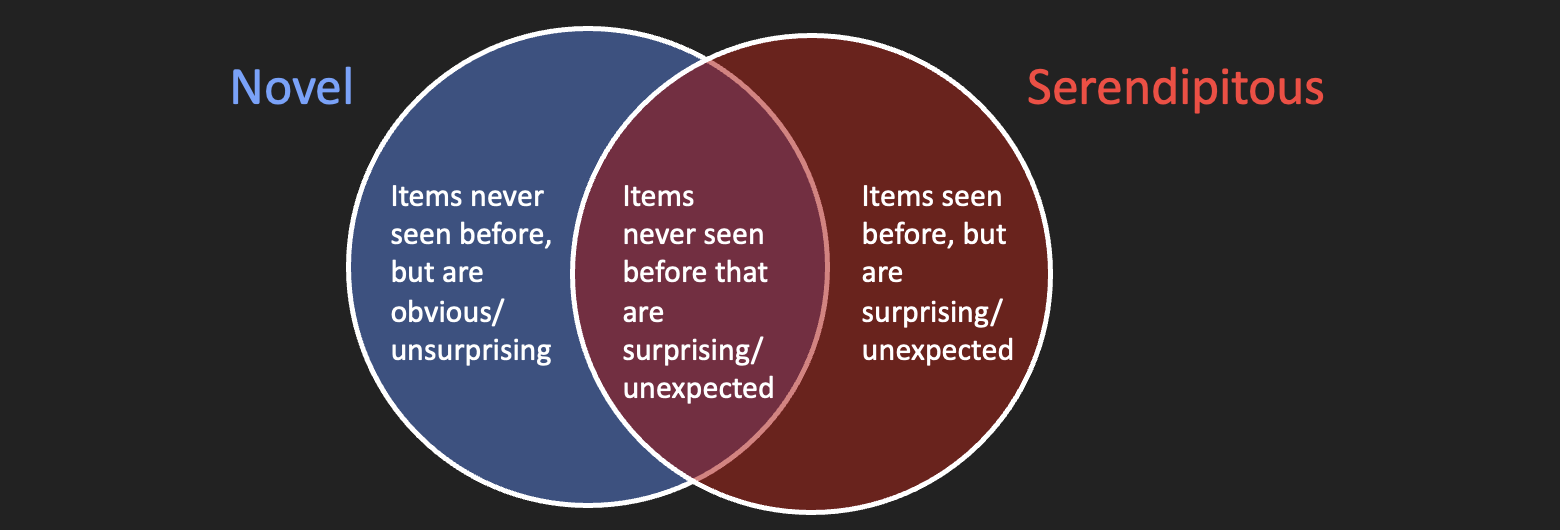 Novel
Serendipitous
Items never
seen before,
but are
obvious/
unsurprising
Items
never seen
before that
are
surprising/
unexpected
Items seen
before, but
are
surprising/
unexpected